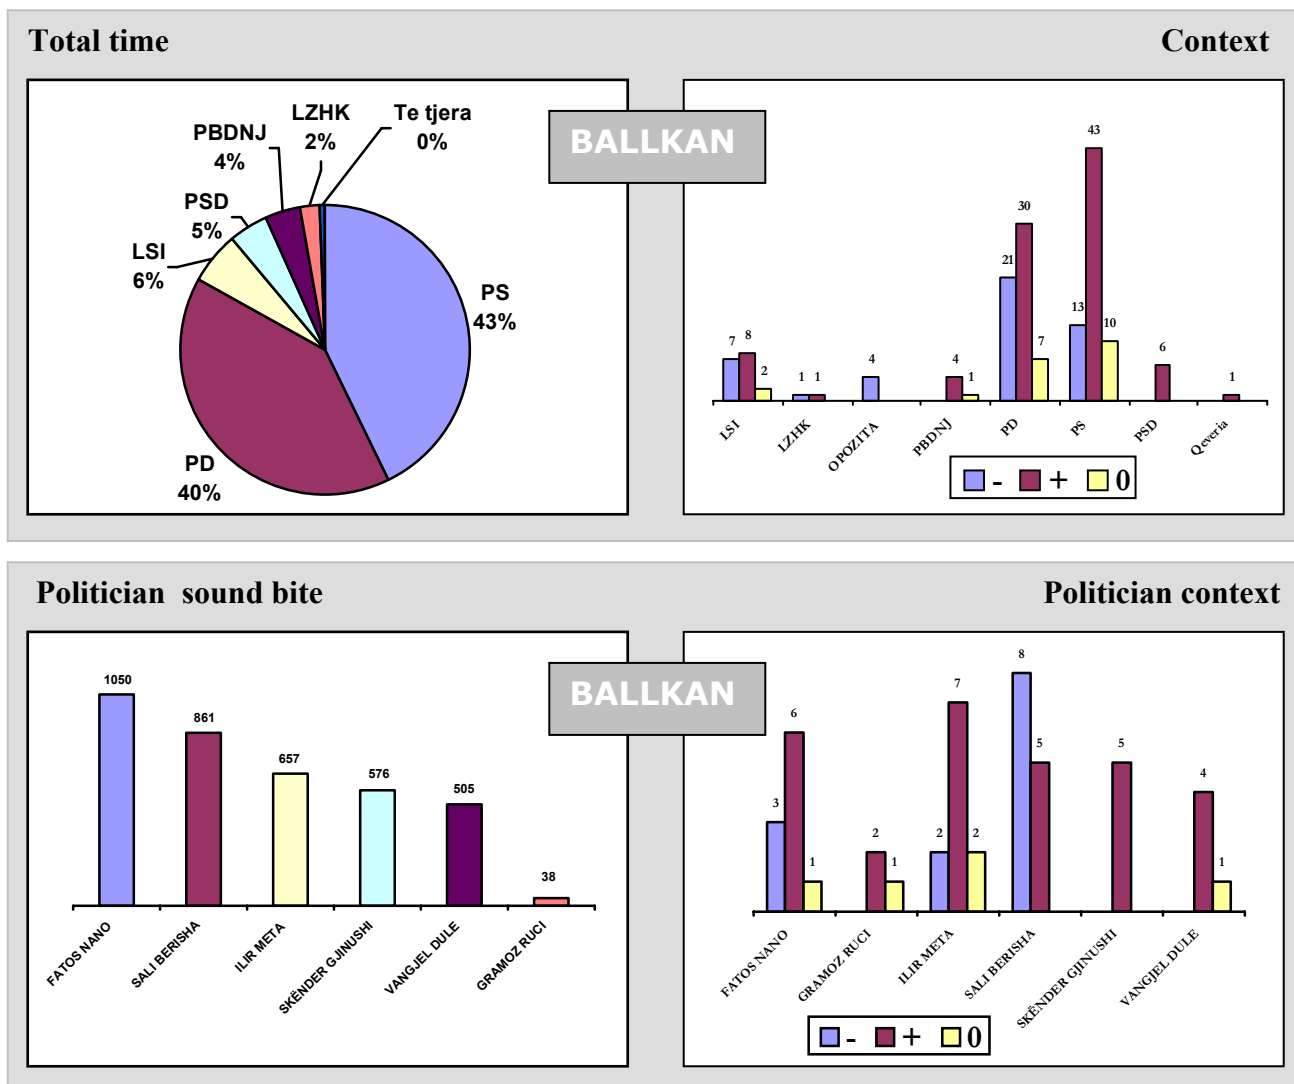 Total time
Context
BALLKAN
LZHK
2%
Te tjera
0%
PBDNJ
4%
PSD
5%
LSI
6%
PS
43%
PD
40%
7 8 2
1 1
4
4 1
21 30 7
13 43 10
6
1
LSI
LZHK
OPOZITA
PBDNJ
PD
PS
PSD
Qeveria
- + 0
Politician sound bite
Politician context
BALLKAN
1050
861
657
576
505
38
FATOS NANO
SALI BERISHA
ILIR META
SKËNDER GJINUSHI
VANGJEL DULE
GRAMOZ RUCI
3 6 1
2 1
2 7 2
8 5
5
4 1
FATOS NANO
GRAMOZ RUCI
ILIR META
SALI BERISHA
SKËNDER GJINUSHI
VANGJEL DULE
- + 0